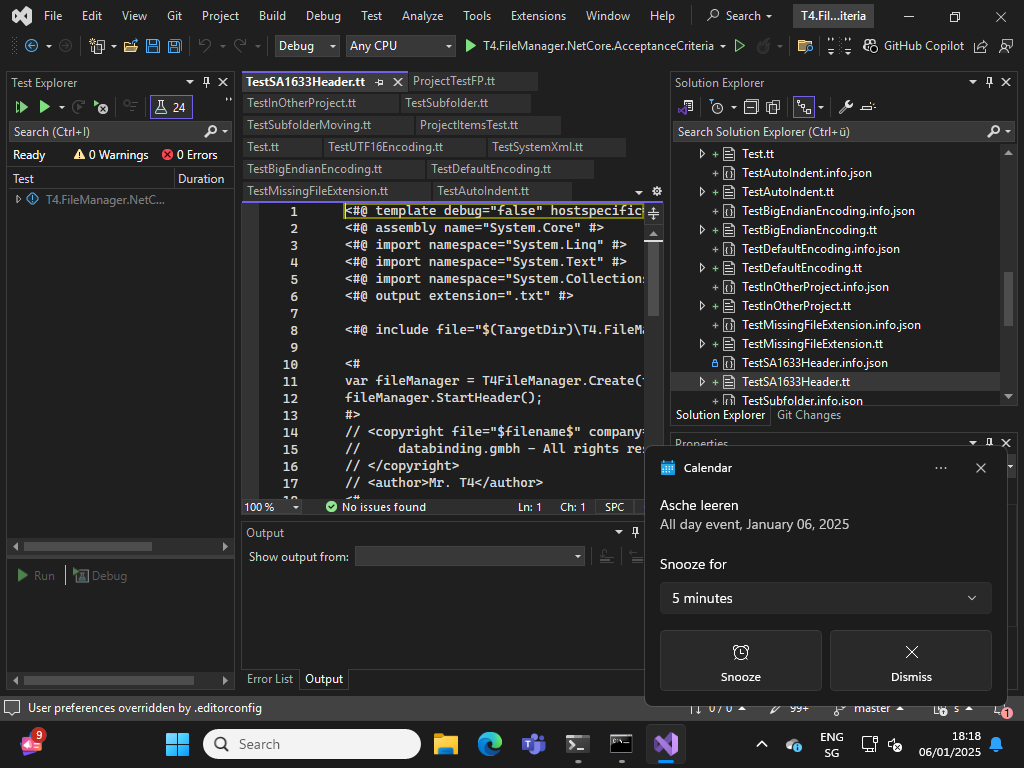 File Edit View Git Project Build Debug Test Analyze Tools Extensions Window Help Search T4.Fil...iteria
Debug Any CPU T4.FileManager.NetCore.AcceptanceCriteria GitHub Copilot
Test Explorer
24
Search (Ctrl+I)
Ready 0 Warnings 0 Errors
Test Duration
T4.FileManager.NetC...
Run Debug
TestSA1633Header.tt ProjectTestFP.tt
TestInOtherProject.tt TestSubfolder.tt
TestSubfolderMoving.tt ProjectItemsTest.tt
Test.tt TestUTF16Encoding.tt TestSystemXml.tt
TestBigEndianEncoding.tt TestDefaultEncoding.tt
TestMissingFileExtension.tt TestAutoIndent.tt
1 <#@ template debug="false" hostspecific
2 <#@ assembly name="System.Core" #>
3 <#@ import namespace="System.Linq" #>
4 <#@ import namespace="System.Text" #>
5 <#@ import namespace="System.Collection
6 <#@ output extension=".txt" #>
7
8 <#@ include file="$(TargetDir)\T4.FileMa
9
10 <#
11 var fileManager = T4FileManager.Create(
12 fileManager.StartHeader();
13 #>
14 // <copyright file="$filename$" company=
15 // databinding.gmbh - All rights res
16 // </copyright>
17 // <author>Mr. T4</author>
18 <#
100 % No issues found Ln: 1 Ch: 1 SPC
Output
Show output from:
Error List Output
Solution Explorer
Search Solution Explorer (Ctrl+ü)
Test.tt
TestAutoIndent.info.json
TestAutoIndent.tt
TestBigEndianEncoding.info.json
TestBigEndianEncoding.tt
TestDefaultEncoding.info.json
TestDefaultEncoding.tt
TestInOtherProject.info.json
TestInOtherProject.tt
TestMissingFileExtension.info.json
TestMissingFileExtension.tt
TestSA1633Header.info.json
TestSA1633Header.tt
TestSubfolder.info.json
Solution Explorer Git Changes
Properties
Calendar
Asche leeren
All day event, January 06, 2025
Snooze for
5 minutes
Snooze Dismiss
User preferences overridden by .editorconfig 0 / 0 99+ master s 1
9 Search ENG
SG 18:18
06/01/2025